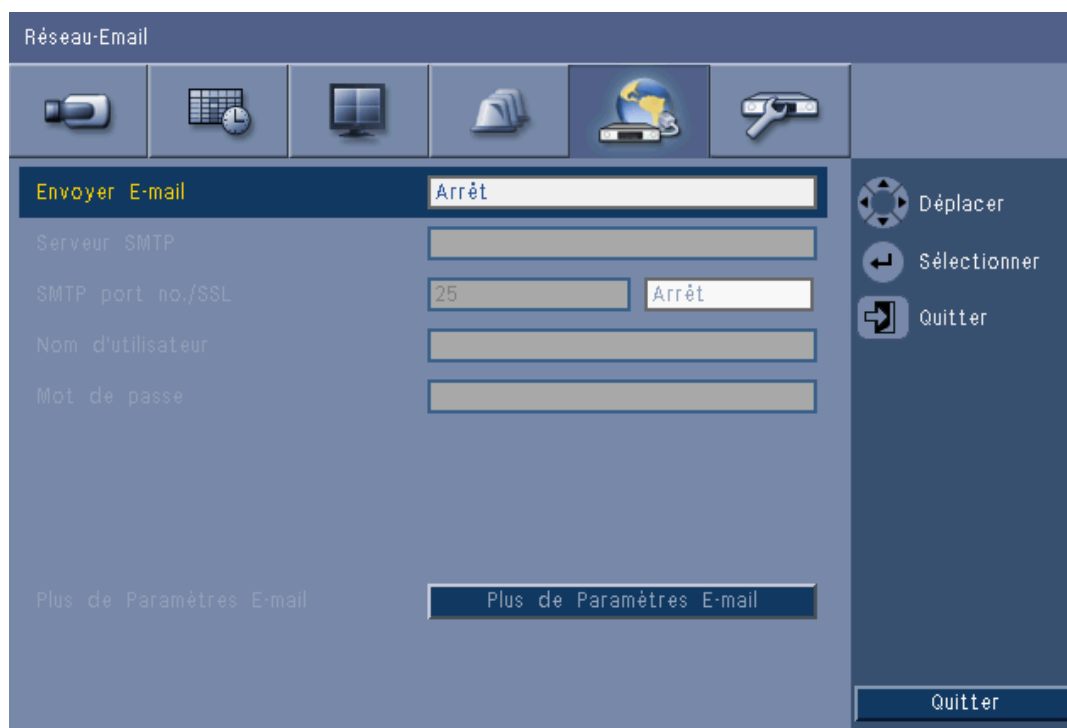 Réseau-Email
Envoyer E-mail Arrêt
Serveur SMTP
SMTP port no./SSL 25 Arrêt
Nom d'utilisateur
Mot de passe
Plus de Paramètres E-mail Plus de Paramètres E-mail
Déplacer
Sélectionner
Quitter
Quitter